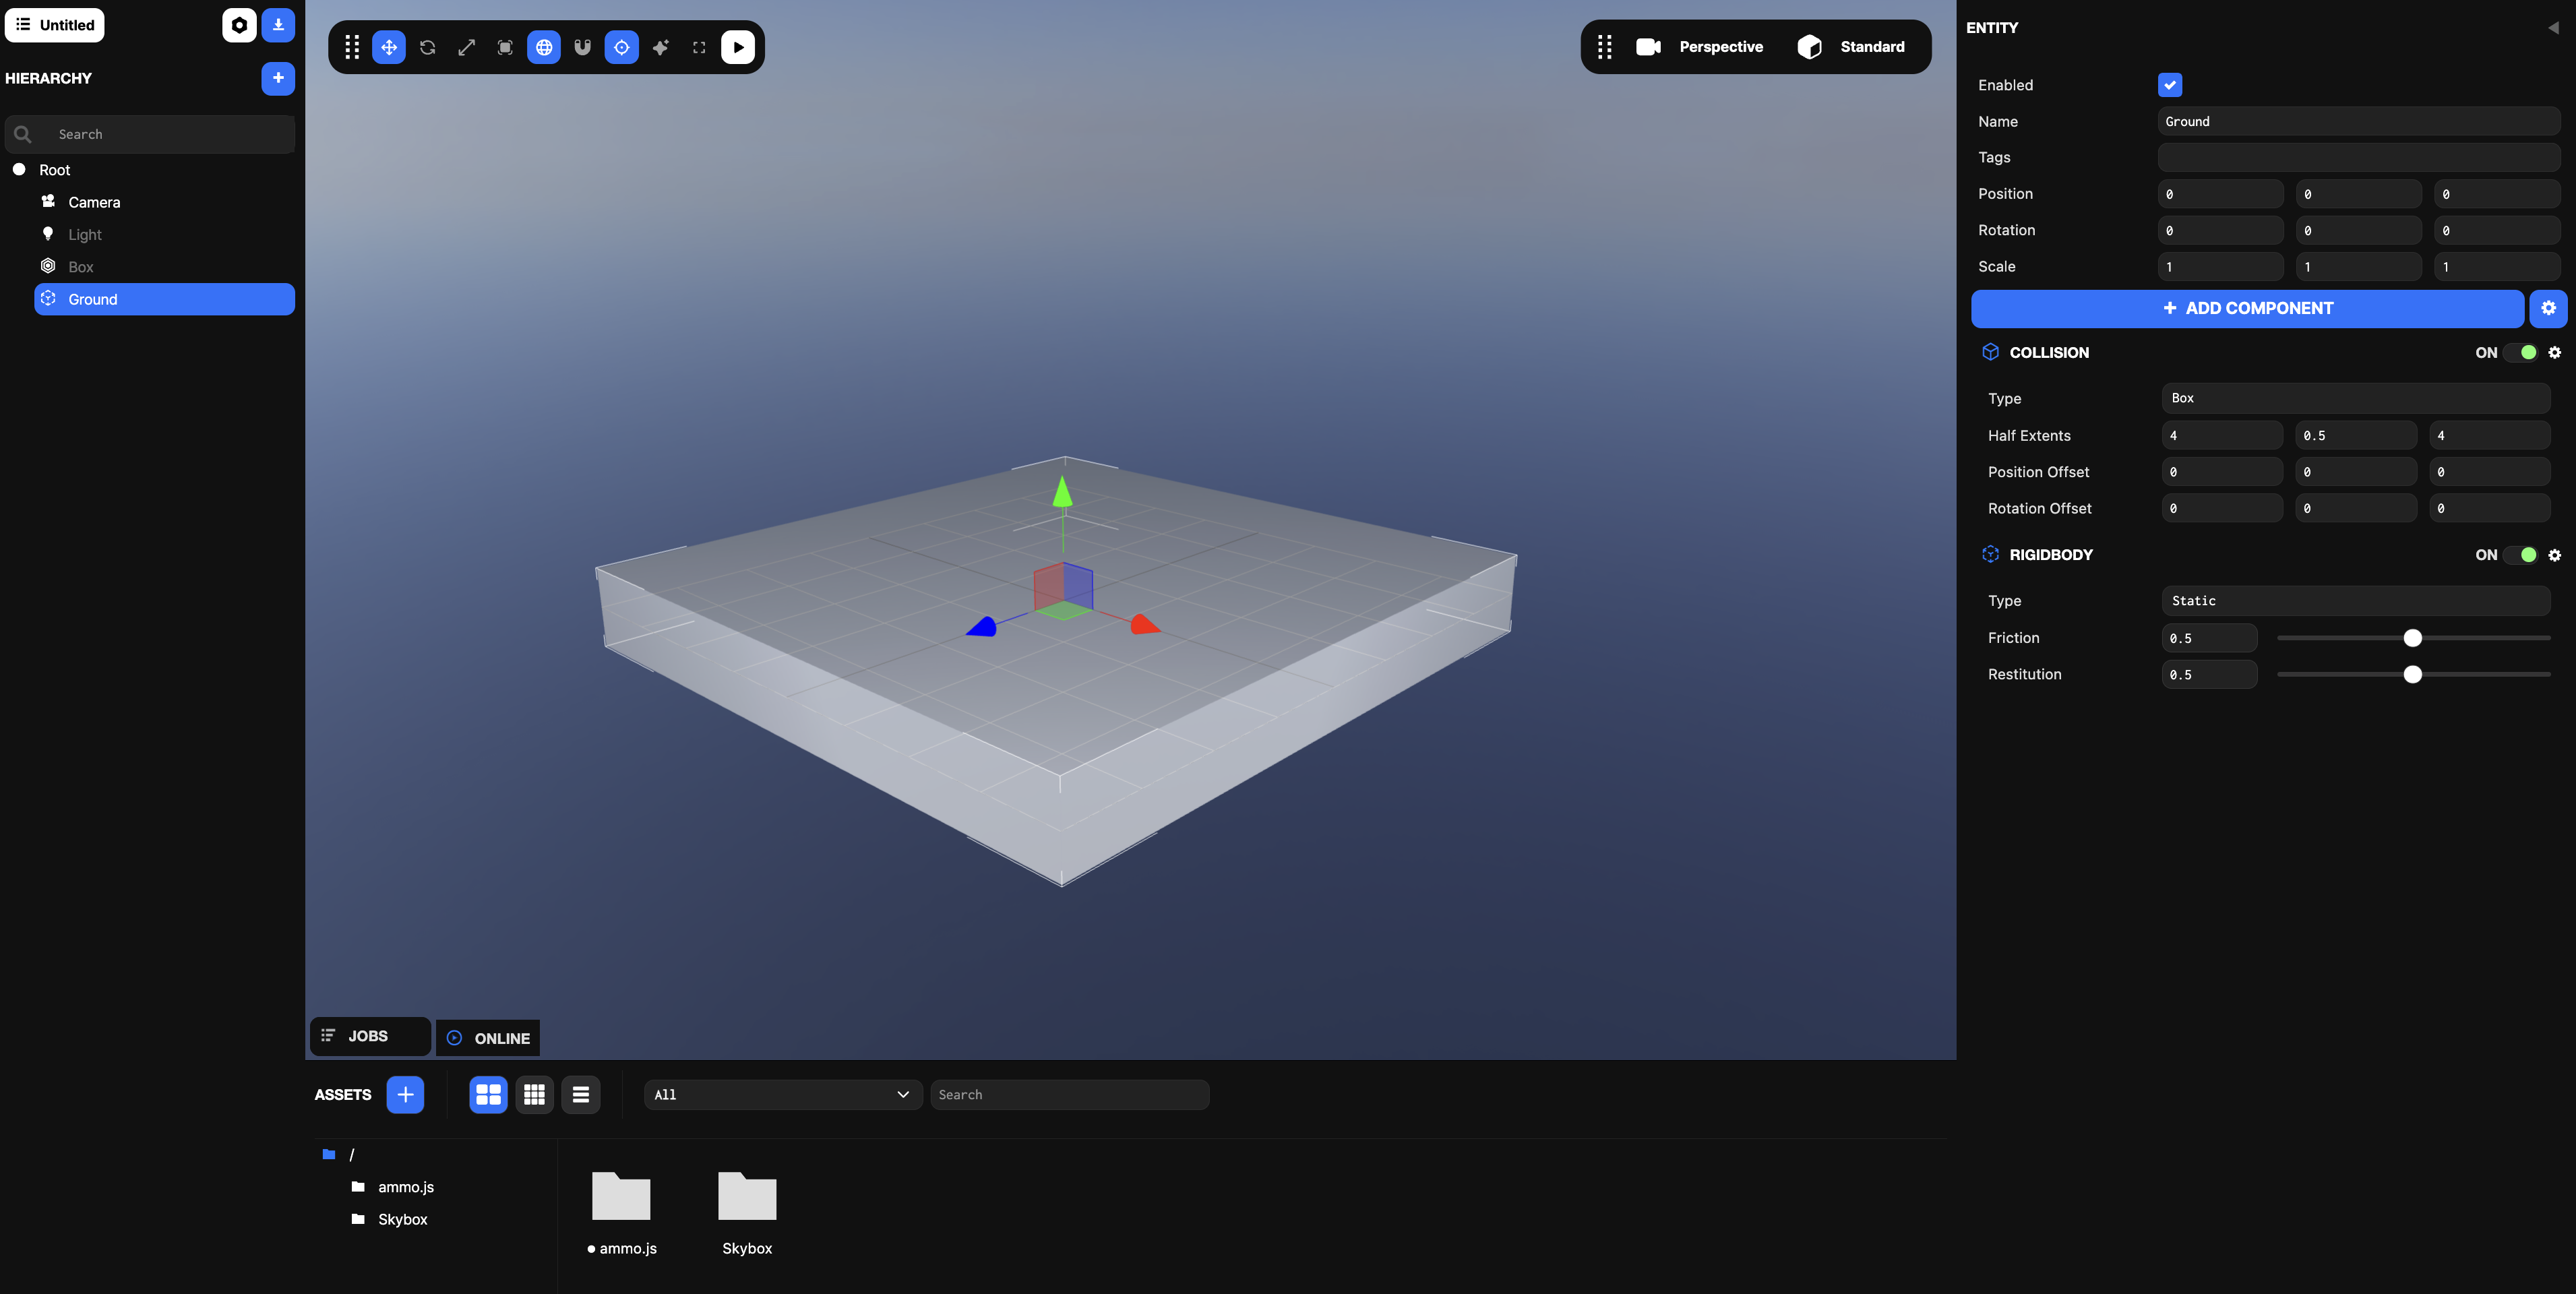 Untitled
HIERARCHY
Search
Root
Camera
Light
Box
Ground
Perspective
Standard
JOBS
ONLINE
ASSETS
All
Search
/
ammo.js
Skybox
ammo.js
Skybox
ENTITY
Enabled
Name Ground
Tags
Position 0 0 0
Rotation 0 0 0
Scale 1 1 1
+ ADD COMPONENT
COLLISION ON
Type Box
Half Extents 4 0.5 4
Position Offset 0 0 0
Rotation Offset 0 0 0
RIGIDBODY ON
Type Static
Friction 0.5
Restitution 0.5